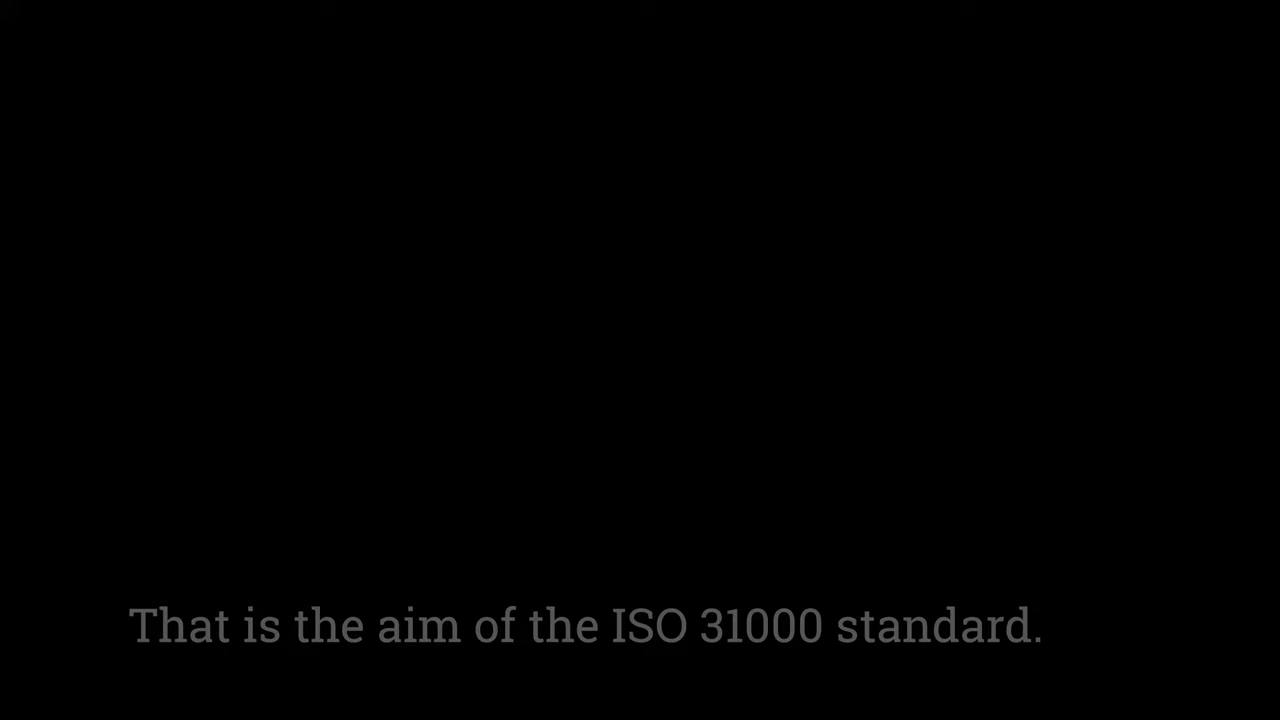 That is the aim of the ISO 31000 standard.